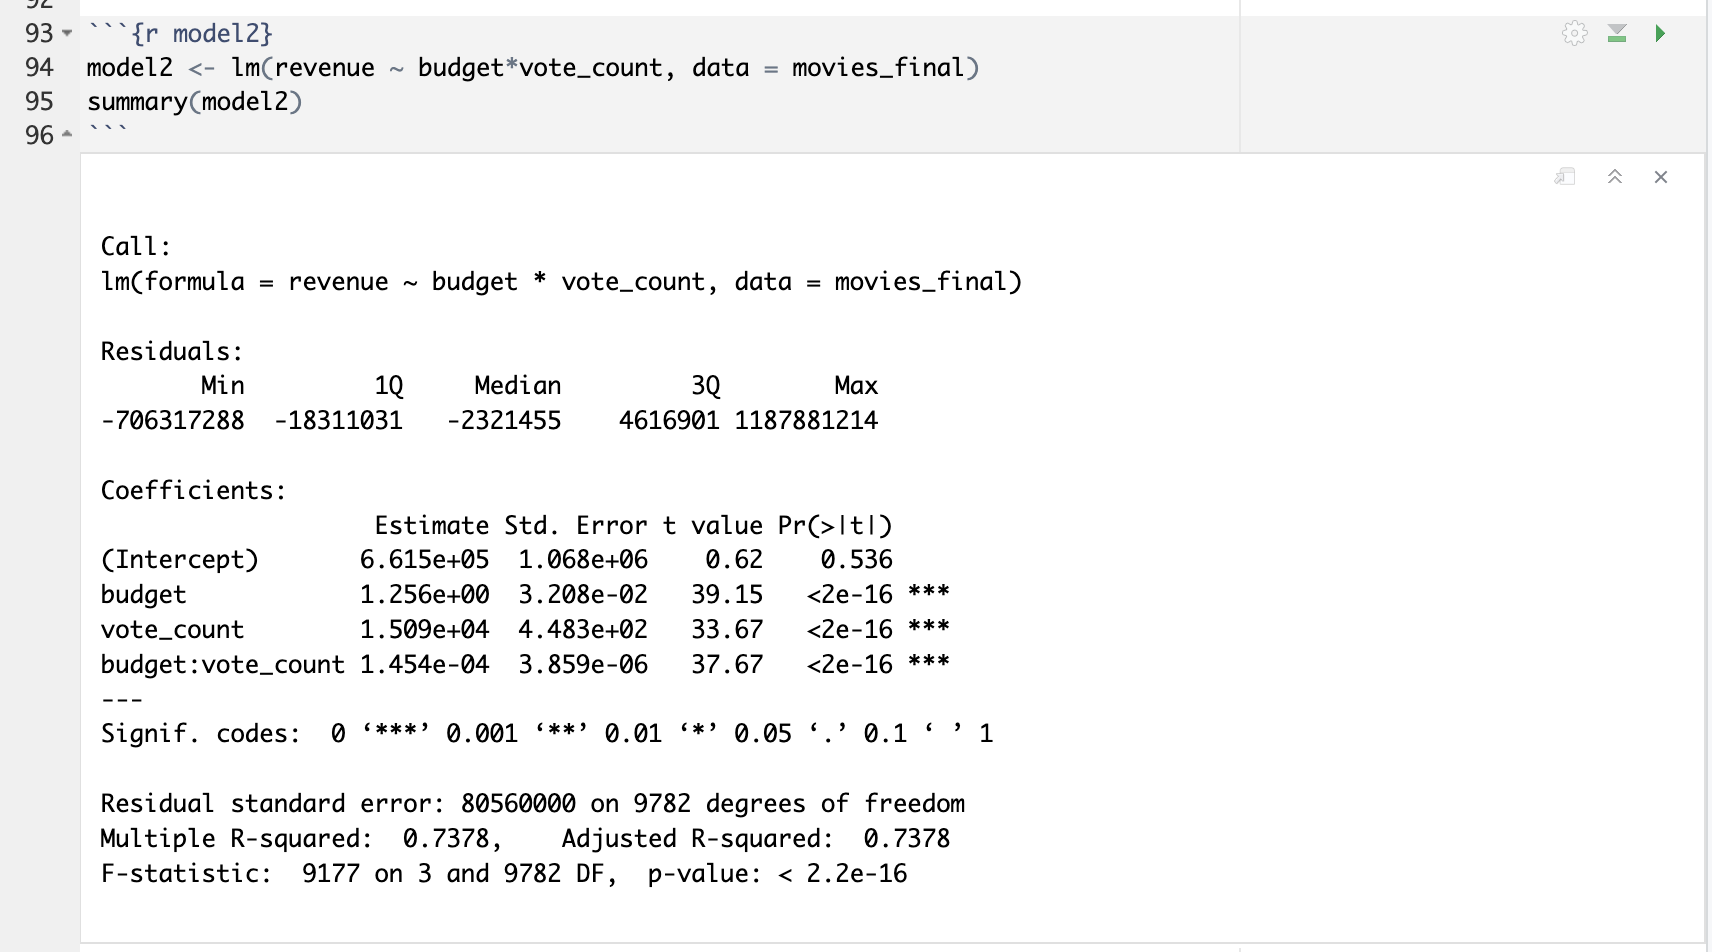 92
93 ```{r model2}
94 model2 <- lm(revenue ~ budget*vote_count, data = movies_final)
95 summary(model2)
96 ```
Call:
lm(formula = revenue ~ budget * vote_count, data = movies_final)
Residuals:
Min 1Q Median 3Q Max
-706317288 -18311031 -2321455 4616901 1187881214
Coefficients:
Estimate Std. Error t value Pr(>|t|)
(Intercept) 6.615e+05 1.068e+06 0.62 0.536
budget 1.256e+00 3.208e-02 39.15 <2e-16 ***
vote_count 1.509e+04 4.483e+02 33.67 <2e-16 ***
budget:vote_count 1.454e-04 3.859e-06 37.67 <2e-16 ***
---
Signif. codes: 0 ‘***’ 0.001 ‘**’ 0.01 ‘*’ 0.05 ‘.’ 0.1 ‘ ’ 1
Residual standard error: 80560000 on 9782 degrees of freedom
Multiple R-squared: 0.7378, Adjusted R-squared: 0.7378
F-statistic: 9177 on 3 and 9782 DF, p-value: < 2.2e-16